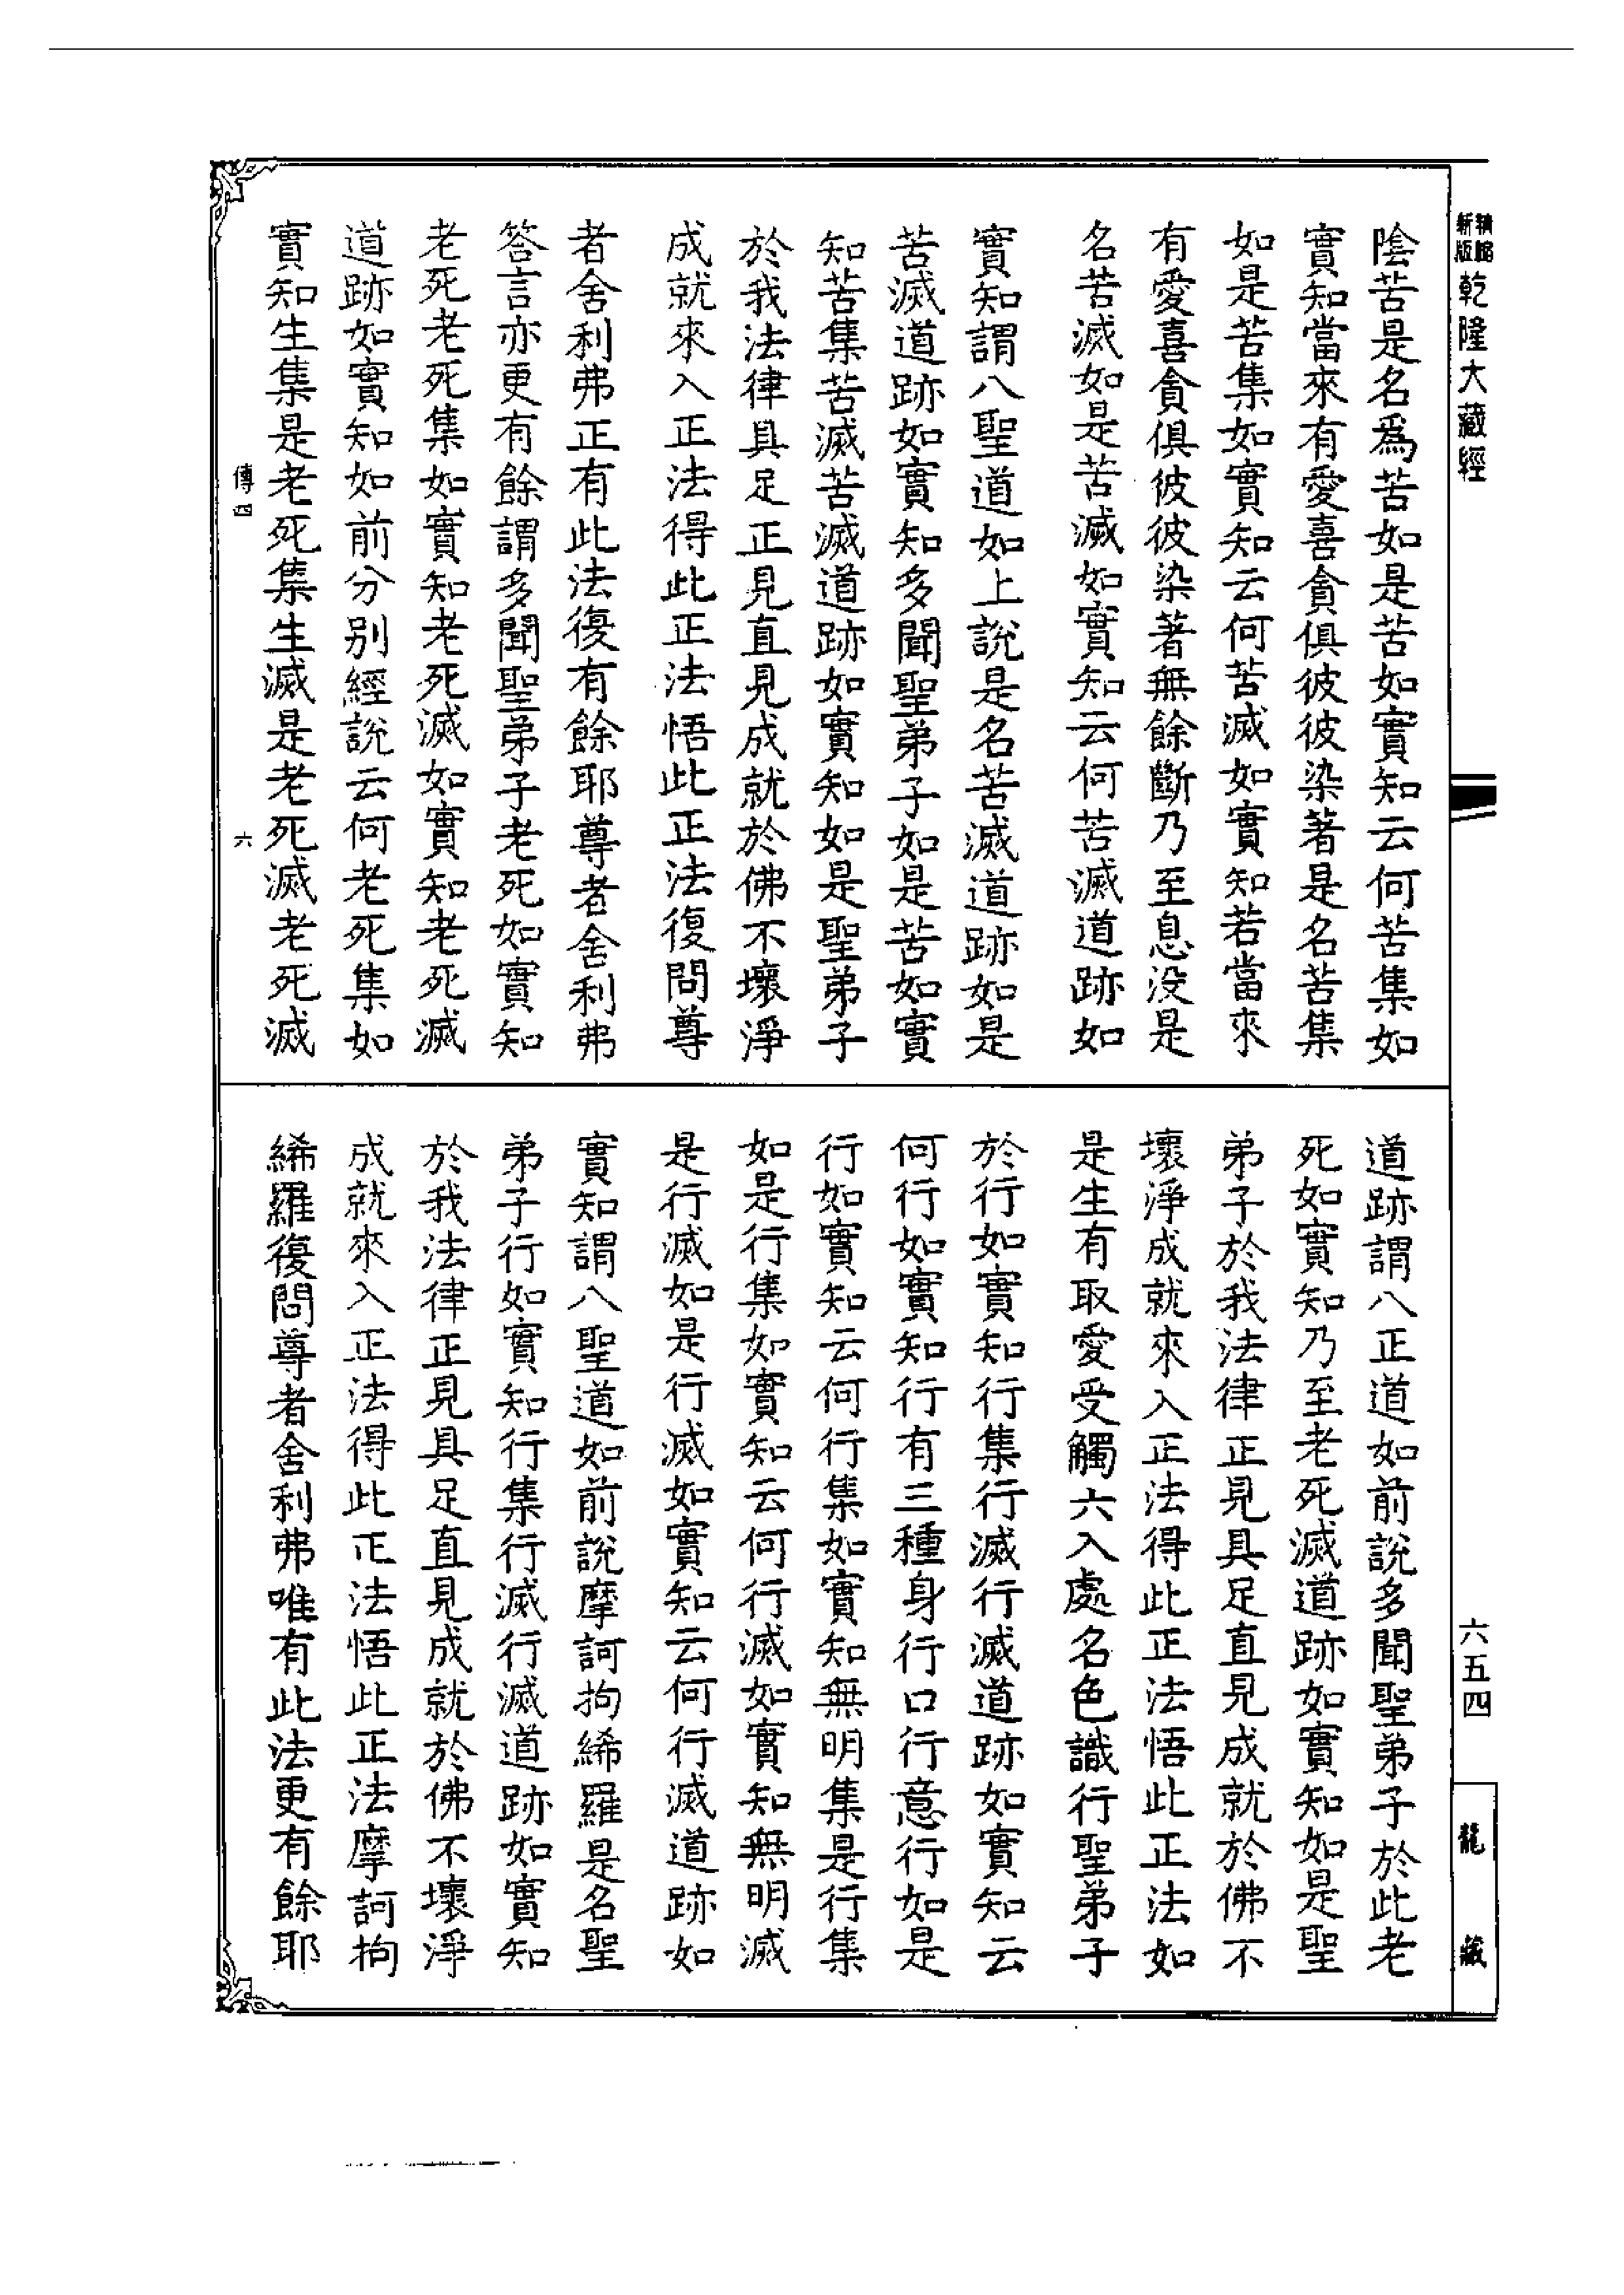 新版
精縮
乾隆大藏經
陰苦是名爲苦如是苦如實知云何苦集如
實知當來有愛喜貪俱彼彼染著是名苦集
如是苦集如實知云何苦滅如實知若當來
有愛喜貪俱彼彼染著無餘斷乃至息没是
名苦滅如是苦滅如實知云何苦滅道跡如
實知謂八聖道如上說是名苦滅道跡如是
苦滅道跡如實知多聞聖弟子如是苦如實
知苦集苦滅苦滅道跡如實知如是聖弟子
於我法律具足正見直見成就於佛不壞淨
成就來入正法得此正法悟此正法復問尊
者舍利弗正有此法復有餘耶尊者舍利弗
答言亦更有餘謂多聞聖弟子老死如實知
老死老死集如實知老死滅如實知老死滅
道跡如實知如前分別經說云何老死集如
實知生集是老死集生滅是老死滅老死滅
傳四
六
道跡謂八正道如前說多聞聖弟子於此老
死如實知乃至老死滅道跡如實知如是聖
弟子於我法律正見具足直見成就於佛不
壞淨成就來入正法得此正法悟此正法如
是生有取愛受觸六入處名色識行聖弟子
於行如實知行集行滅行滅道跡如實知云
何行如實知行有三種身行口行意行如是
行如實知云何行集如實知無明集是行集
如是行集如實知云何行滅如實知無明滅
是行滅如是行滅如實知云何行滅道跡如
實知謂八聖道如前說摩訶拘絺羅是名聖
弟子行如實知行集行滅行滅道跡如實知
於我法律正見具足直見成就於佛不壞淨
成就來入正法得此正法悟此正法摩訶拘
絺羅復問尊者舍利弗唯有此法更有餘耶
六五四
龍藏